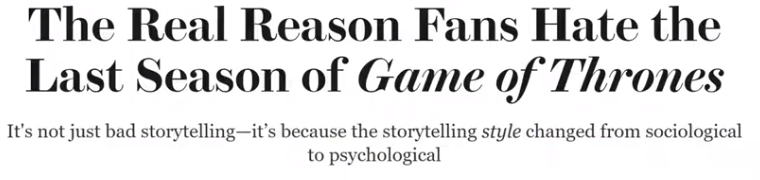 The Real Reason Fans Hate the
Last Season of Game of Thrones
It's not just bad storytelling—it's because the storytelling style changed from sociological
to psychological